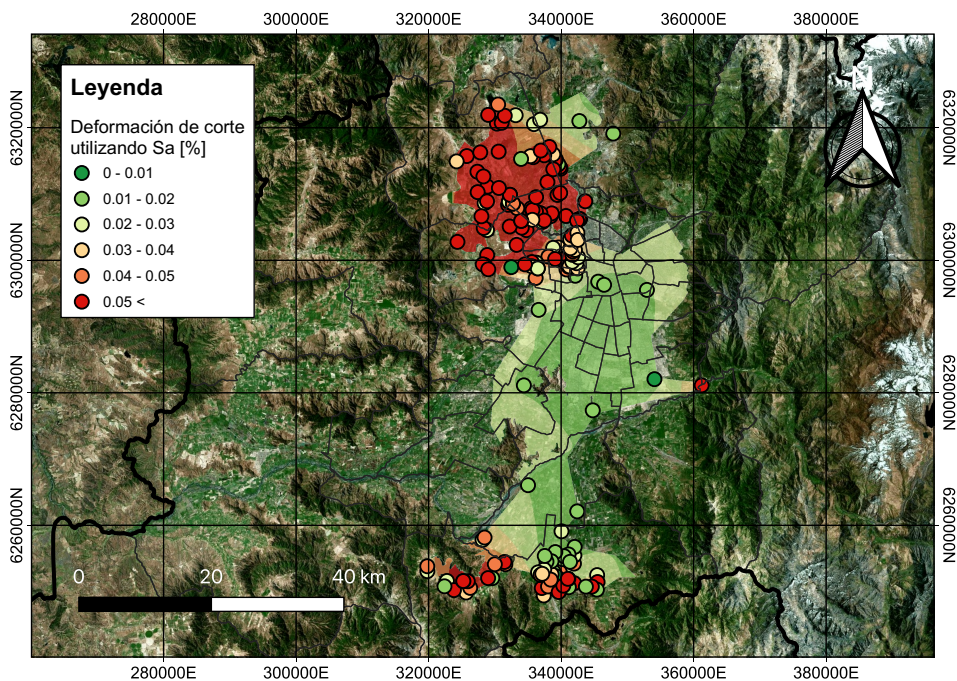 280000E 300000E 320000E 340000E 360000E 380000E
N
Leyenda
Deformación de corte
utilizando Sa [%]
0 - 0.01
0.01 - 0.02
0.02 - 0.03
0.03 - 0.04
0.04 - 0.05
0.05 <
6320000N
6300000N
6280000N
6260000N
6320000N
6300000N
6280000N
6260000N
0 20 40 km
280000E 300000E 320000E 340000E 360000E 380000E